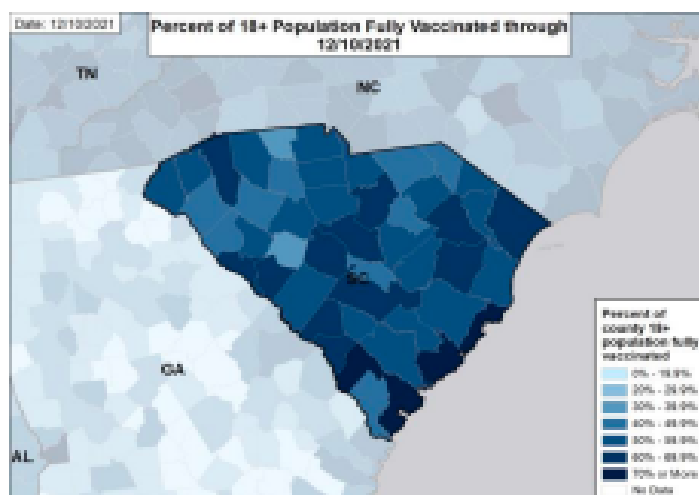 Date: 12/10/2021
Percent of 18+ Population Fully Vaccinated through
12/10/2021
TN
NC
SC
GA
AL
Percent of
county 18+
population fully
vaccinated
0% - 19.9%
20% - 29.9%
30% - 39.9%
40% - 49.9%
50% - 59.9%
60% - 69.9%
70% or More
No Data